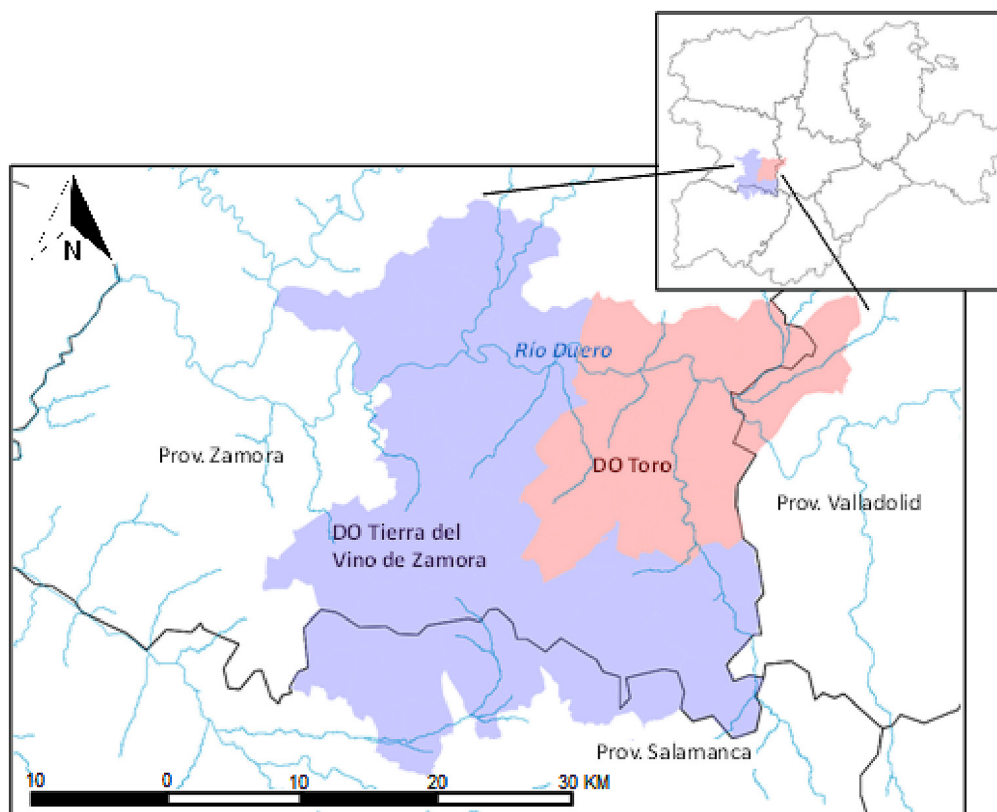 N
Río Duero
Prov. Zamora
DO Toro
Prov. Valladolid
DO Tierra del
Vino de Zamora
Prov. Salamanca
10 0 10 20 30 KM